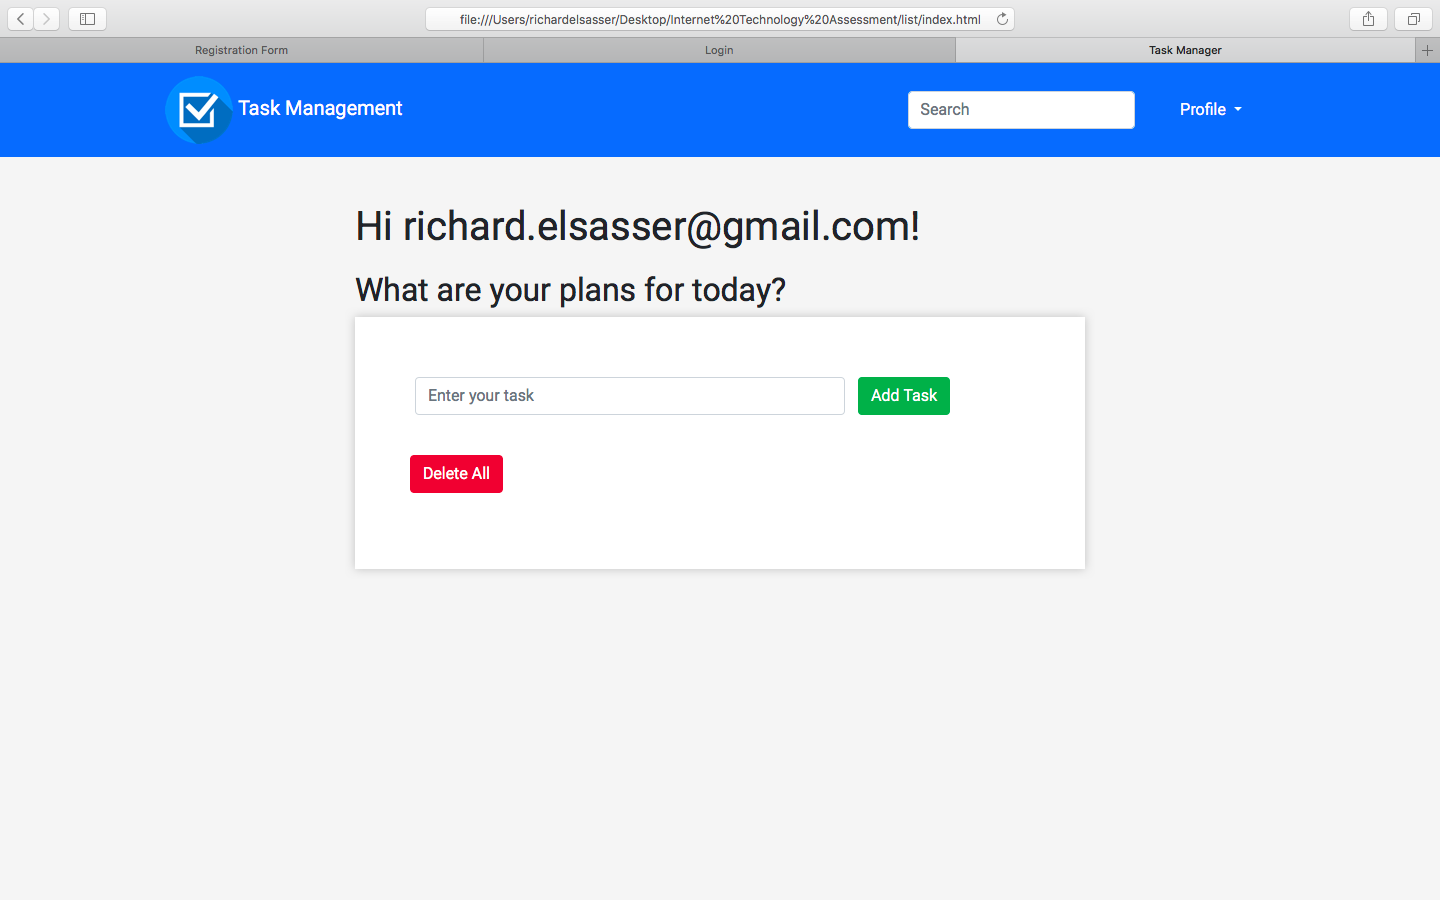 file:///Users/richardelsasser/Desktop/Internet%20Technology%20Assessment/list/index.html
Registration Form
Login
Task Manager
Task Management
Search
Profile
Hi richard.elsasser@gmail.com!
What are your plans for today?
Enter your task
Add Task
Delete All